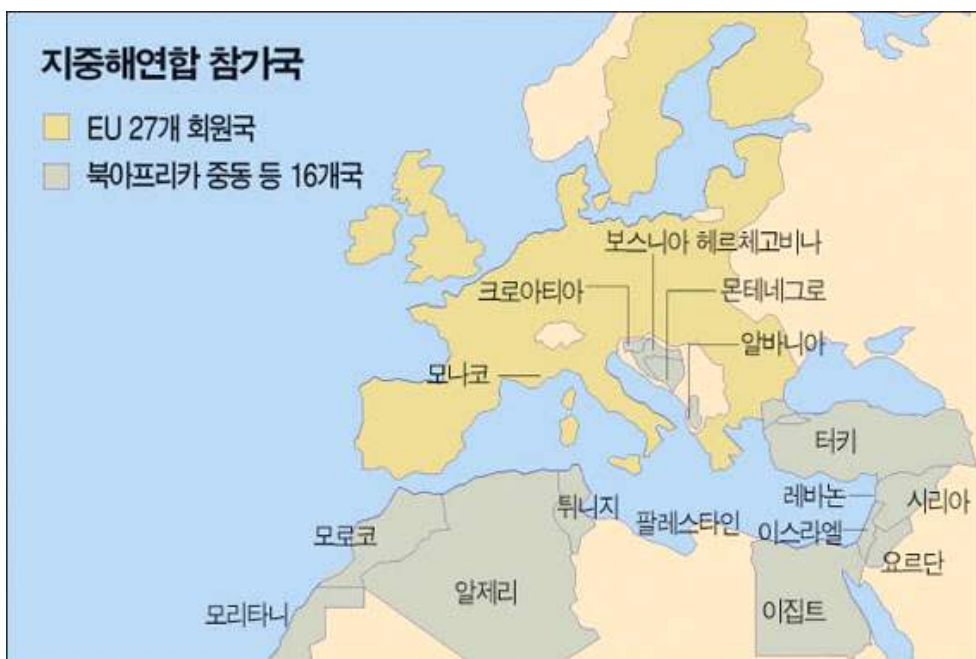 지중해연합 참가국
EU 27개 회원국
북아프리카 중동 등 16개국
보스니아 헤르체고비나
크로아티아
몬테네그로
알바니아
모나코
터키
레바논
시리아
튀니지
팔레스타인
이스라엘
모로코
요르단
알제리
이집트
모리타니